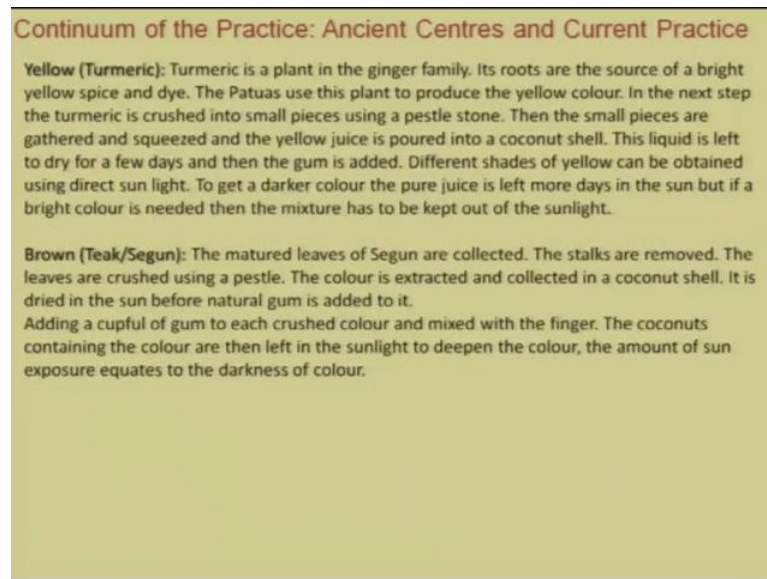 Continuum of the Practice: Ancient Centres and Current Practice
Yellow (Turmeric): Turmeric is a plant in the ginger family. Its roots are the source of a bright
yellow spice and dye. The Patuas use this plant to produce the yellow colour. In the next step
the turmeric is crushed into small pieces using a pestle stone. Then the small pieces are
gathered and squeezed and the yellow juice is poured into a coconut shell. This liquid is left
to dry for a few days and then the gum is added. Different shades of yellow can be obtained
using direct sun light. To get a darker colour the pure juice is left more days in the sun but if a
bright colour is needed then the mixture has to be kept out of the sunlight.
Brown (Teak/Segun): The matured leaves of Segun are collected. The stalks are removed. The
leaves are crushed using a pestle. The colour is extracted and collected in a coconut shell. It is
dried in the sun before natural gum is added to it.
Adding a cupful of gum to each crushed colour and mixed with the finger. The coconuts
containing the colour are then left in the sunlight to deepen the colour, the amount of sun
exposure equates to the darkness of colour.